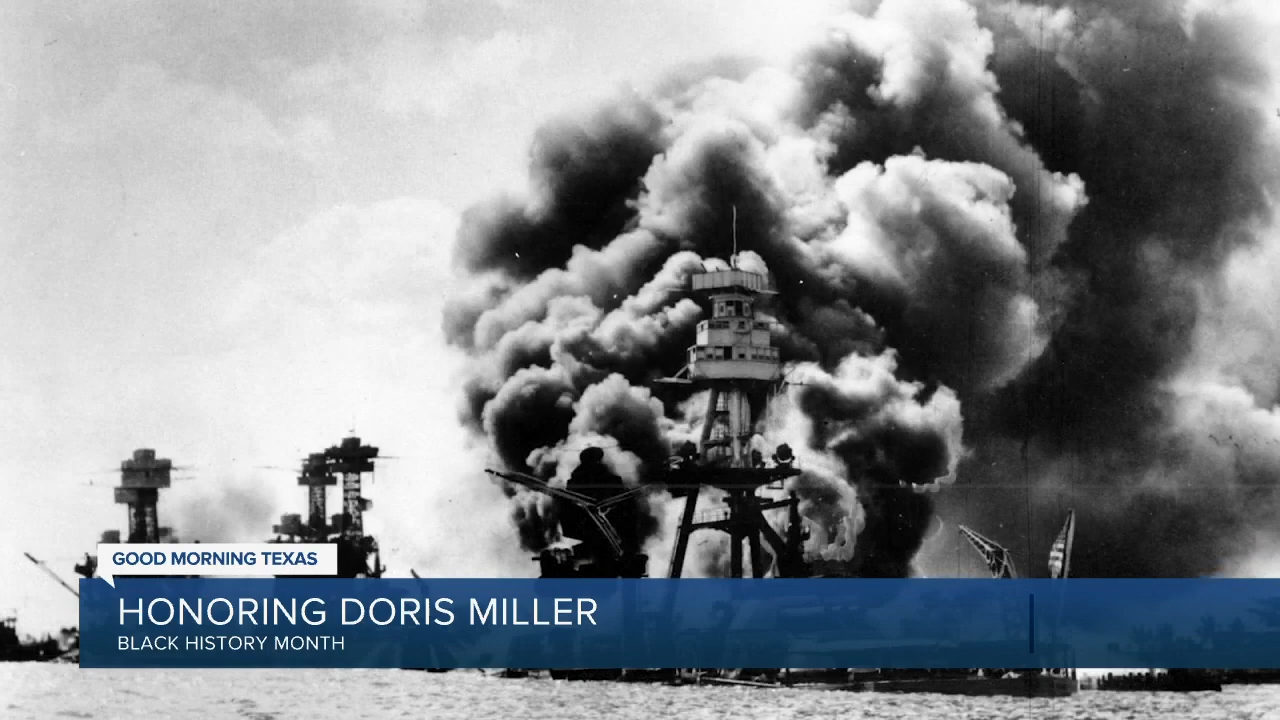 GOOD MORNING TEXAS
HONORING DORIS MILLER
BLACK HISTORY MONTH